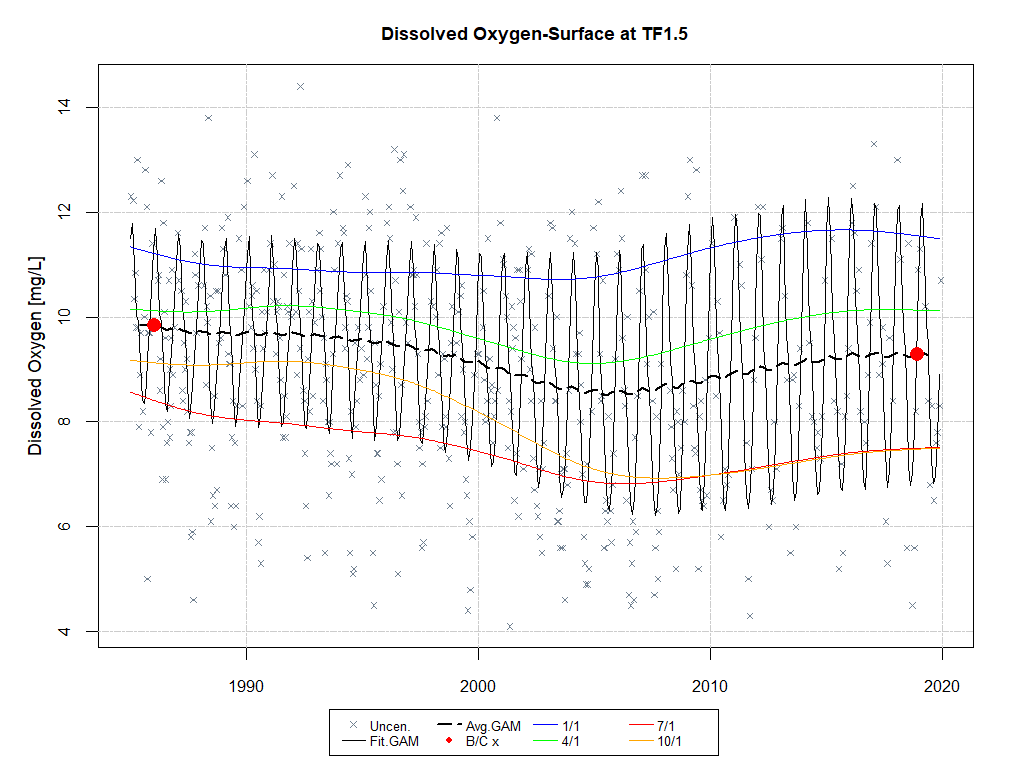 Dissolved Oxygen-Surface at TF1.5
Dissolved Oxygen [mg/L]
14
12
10
8
6
4
1990 2000 2010 2020
Uncen. Avg.GAM 1/1 7/1
Fit.GAM B/C x 4/1 10/1